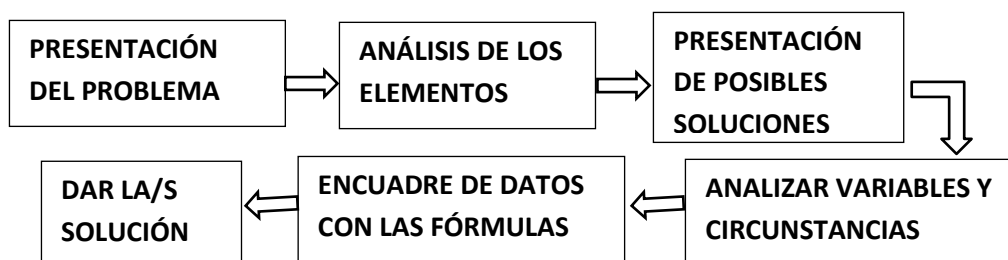 PRESENTACIÓN
DEL PROBLEMA
ANÁLISIS DE LOS
ELEMENTOS
PRESENTACIÓN
DE POSIBLES
SOLUCIONES
ANALIZAR VARIABLES Y
CIRCUNSTANCIAS
ENCUADRE DE DATOS
CON LAS FÓRMULAS
DAR LA/S
SOLUCIÓN